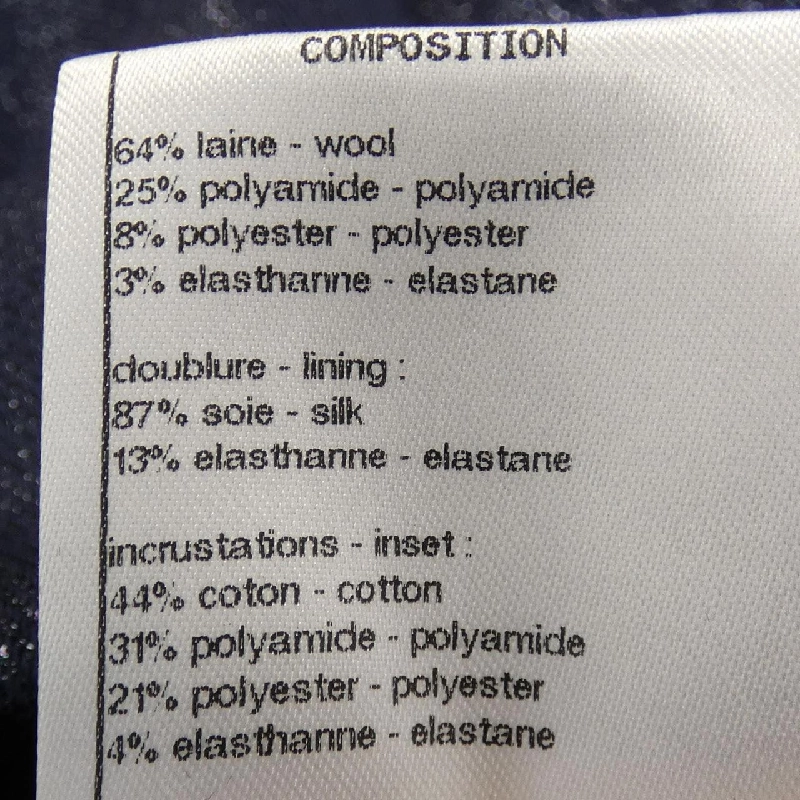 COMPOSITION
64% laine - wool
25% polyamide - polyamide
8% polyester - polyester
3% elasthanne - elastane
doublure - lining :
87% soie - silk
13% elasthanne - elastane
incrustations - inset :
44% coton - cotton
31% polyamide - polyamide
21% polyester - polyester
4% elasthanne - elastane